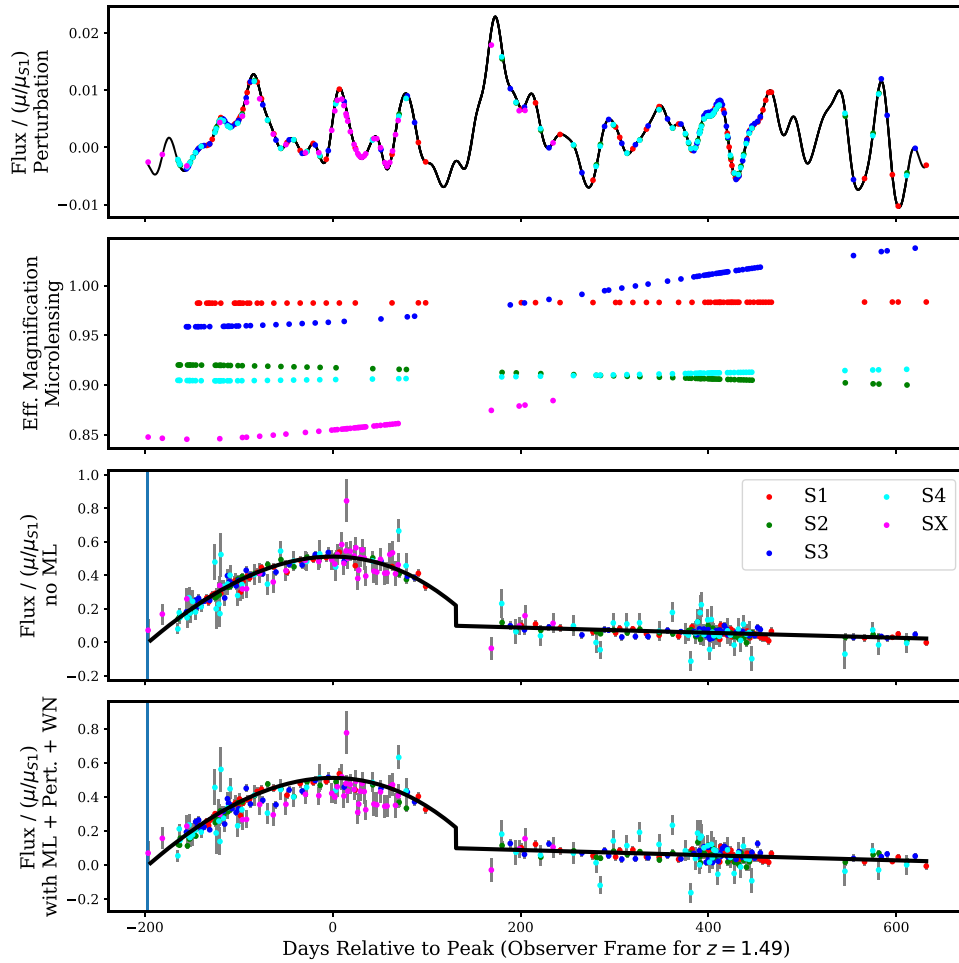 Flux / (μ/μS1)
Perturbation
0.02
0.01
0.00
−0.01
Eff. Magnification
Microlensing
1.00
0.95
0.90
0.85
Flux / (μ/μS1)
no ML
1.0
0.8
0.6
0.4
0.2
0.0
−0.2
S1
S2
S3
S4
SX
Flux / (μ/μS1)
with ML + Pert. + WN
0.8
0.6
0.4
0.2
0.0
−0.2
−200
0
200
400
600
Days Relative to Peak (Observer Frame for z = 1.49)